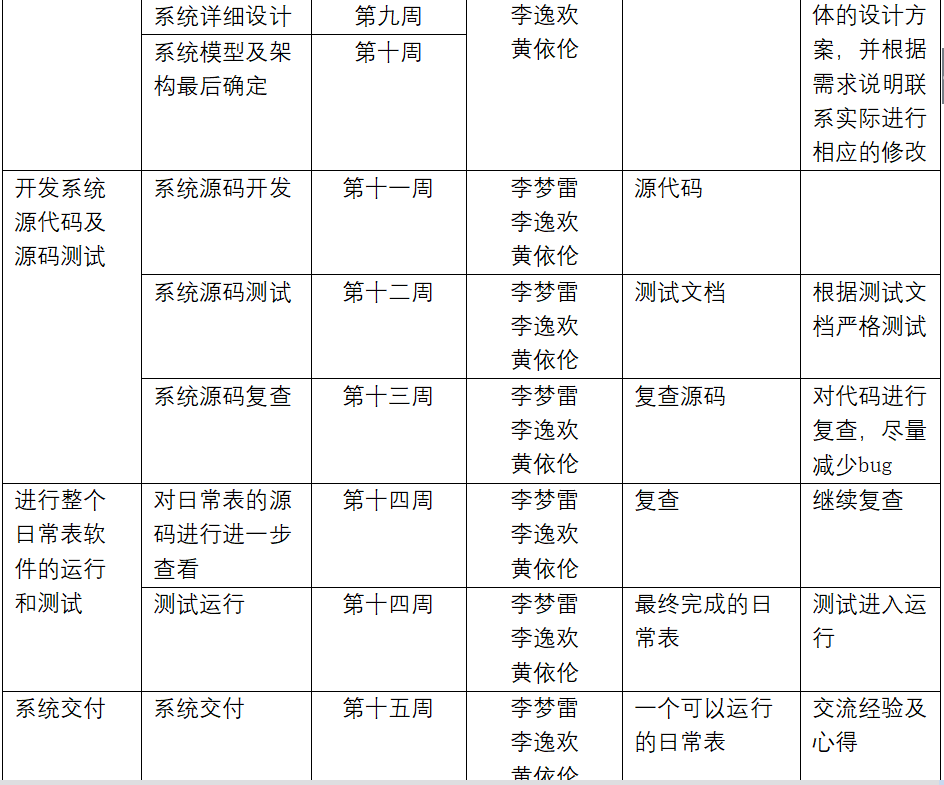 系统详细设计
第九周
李逸欢
黄依伦
体的设计方
案，并根据
需求说明联
系实际进行
相应的修改
系统模型及架
构最后确定
第十周
开发系统
源代码及
源码测试
系统源码开发
第十一周
李梦雷
李逸欢
黄依伦
源代码
系统源码测试
第十二周
李梦雷
李逸欢
黄依伦
测试文档
根据测试文
档严格测试
系统源码复查
第十三周
李梦雷
李逸欢
黄依伦
复查源码
对代码进行
复查，尽量
减少bug
进行整个
日常表软
件的运行
和测试
对日常表的源
码进行进一步
查看
第十四周
李梦雷
李逸欢
黄依伦
复查
继续复查
测试运行
第十四周
李梦雷
李逸欢
黄依伦
最终完成的日
常表
测试进入运
行
系统交付
系统交付
第十五周
李梦雷
李逸欢
黄依伦
一个可以运行
的日常表
交流经验及
心得